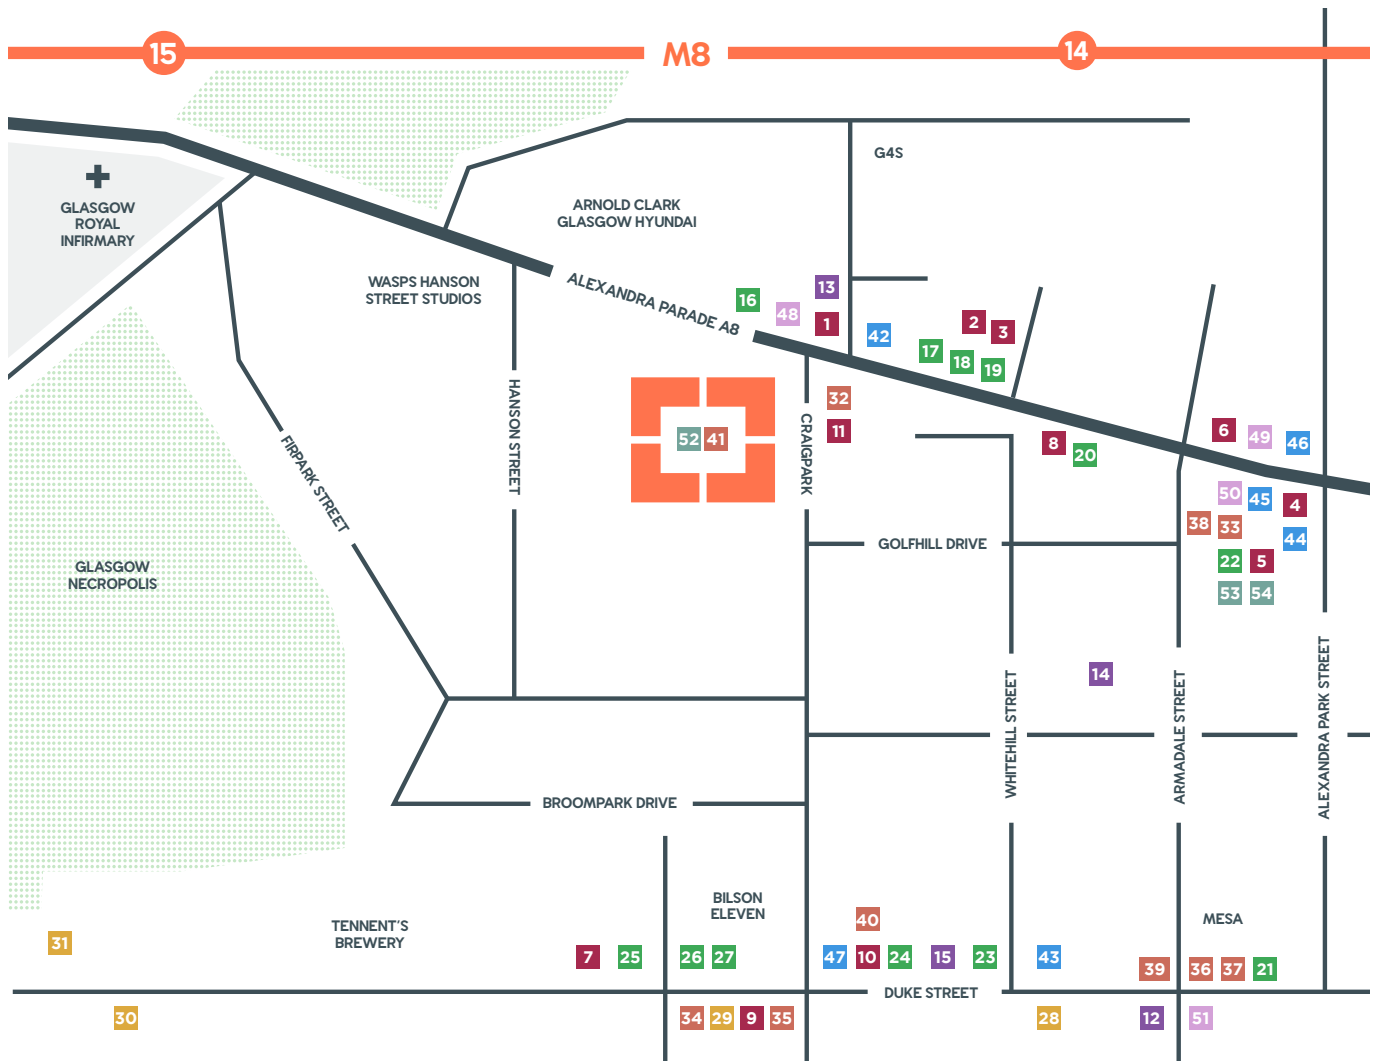 15
M8
14
G4S
GLASGOW
ROYAL
INFIRMARY
ARNOLD CLARK
GLASGOW HYUNDAI
WASPS HANSON
STREET STUDIOS
ALEXANDRA PARADE A8
16
48
13
1
42
2
3
17
18
19
HANSON STREET
52
41
CRAIGPARK
32
11
8
20
6
49
46
50
45
4
38
33
44
22
5
53
54
FIRPARK STREET
GOLFHILL DRIVE
GLASGOW
NECROPOLIS
14
WHITEHILL STREET
ARMADALE STREET
ALEXANDRA PARK STREET
BROOMPARK DRIVE
BILSON
ELEVEN
TENNENT'S
BREWERY
MESA
31
7
25
26
27
40
47
10
24
15
23
43
39
36
37
21
DUKE STREET
30
34
29
9
35
28
12
51